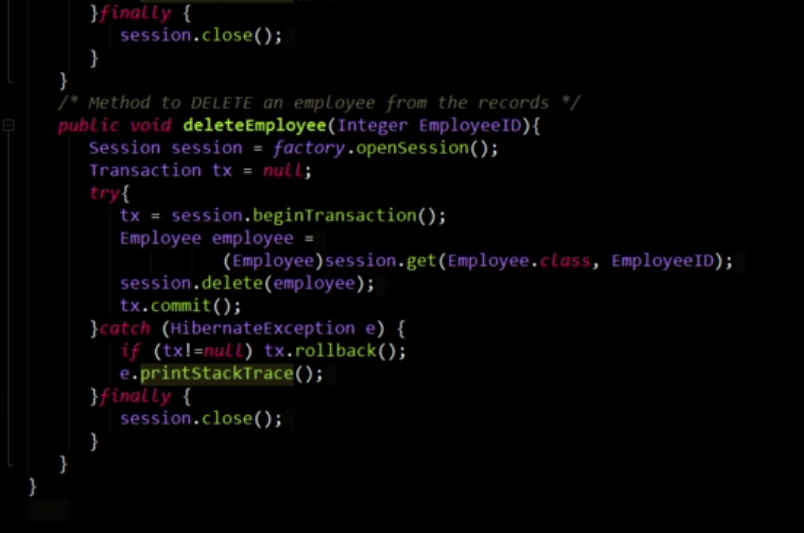 }finally {
session.close();
}
}
/* Method to DELETE an employee from the records */
public void deleteEmployee(Integer EmployeeID){
Session session = factory.openSession();
Transaction tx = null;
try{
tx = session.beginTransaction();
Employee employee =
(Employee)session.get(Employee.class, EmployeeID);
session.delete(employee);
tx.commit();
}catch (HibernateException e) {
if (tx!=null) tx.rollback();
e.printStackTrace();
}finally {
session.close();
}
}
}